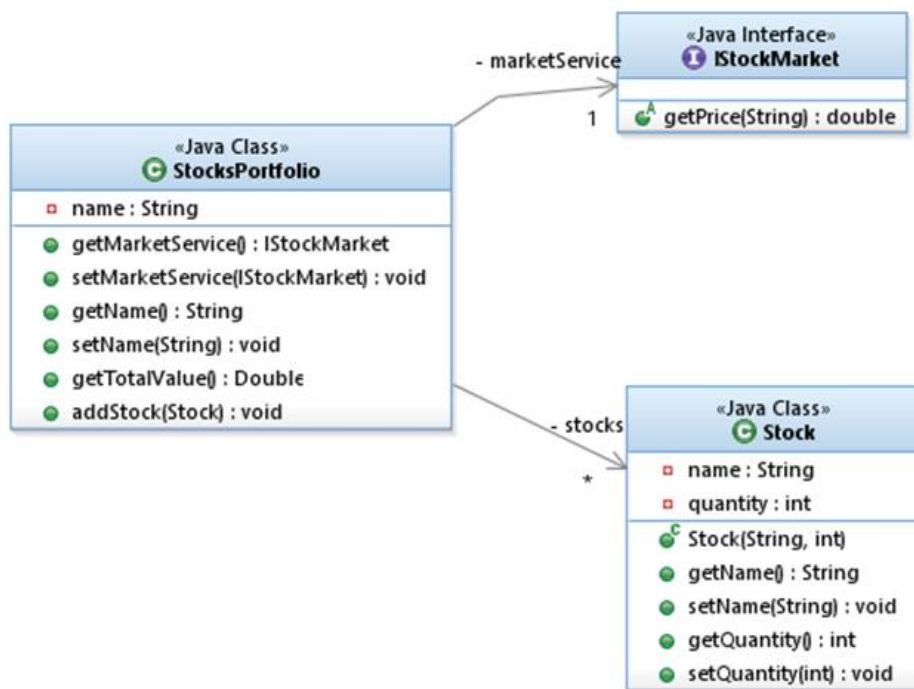 «Java Interface»
I IStockMarket
getPrice(String) : double
- marketService
1
«Java Class»
C StocksPortfolio
name : String
getMarketService() : IStockMarket
setMarketService(IStockMarket) : void
getName() : String
setName(String) : void
getTotalValue() : Double
addStock(Stock) : void
- stocks
*
«Java Class»
C Stock
name : String
quantity : int
Stock(String, int)
getName() : String
setName(String) : void
getQuantity() : int
setQuantity(int) : void